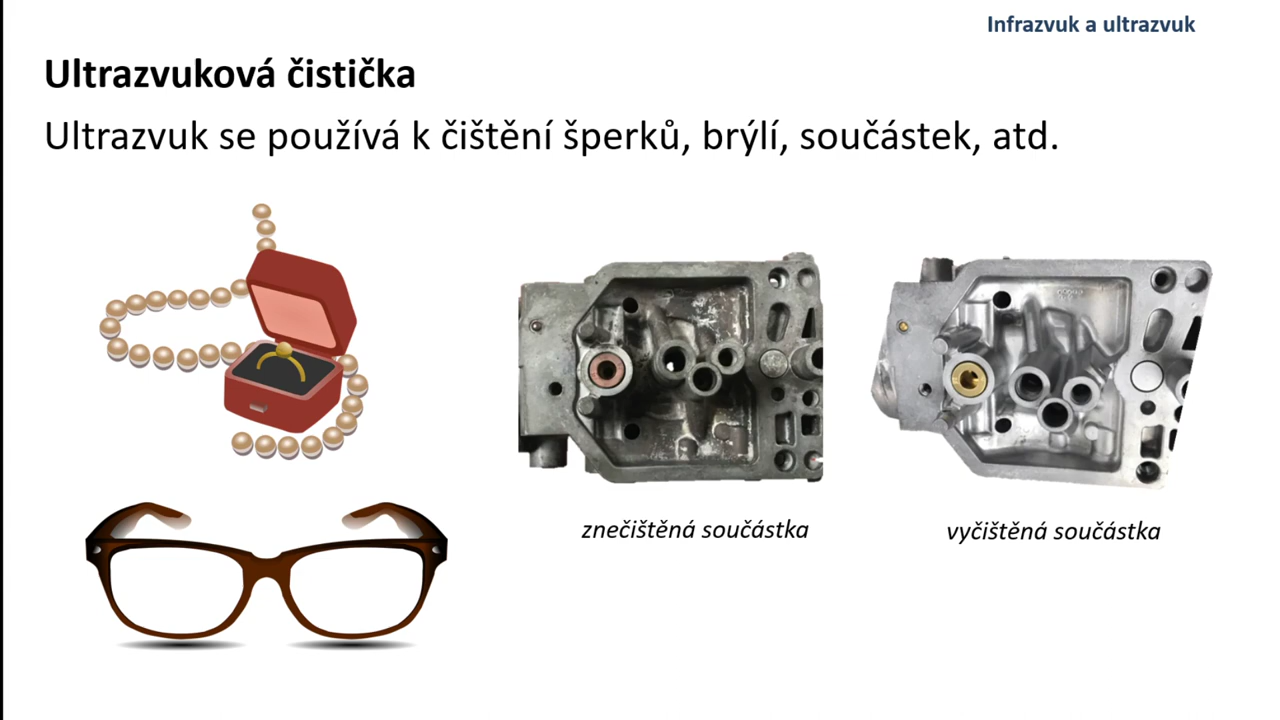 Infrazvuk a ultrazvuk
Ultrazvuková čistička
Ultrazvuk se používá k čištění šperků, brýlí, součástek, atd.
znečištěná součástka
vyčištěná součástka